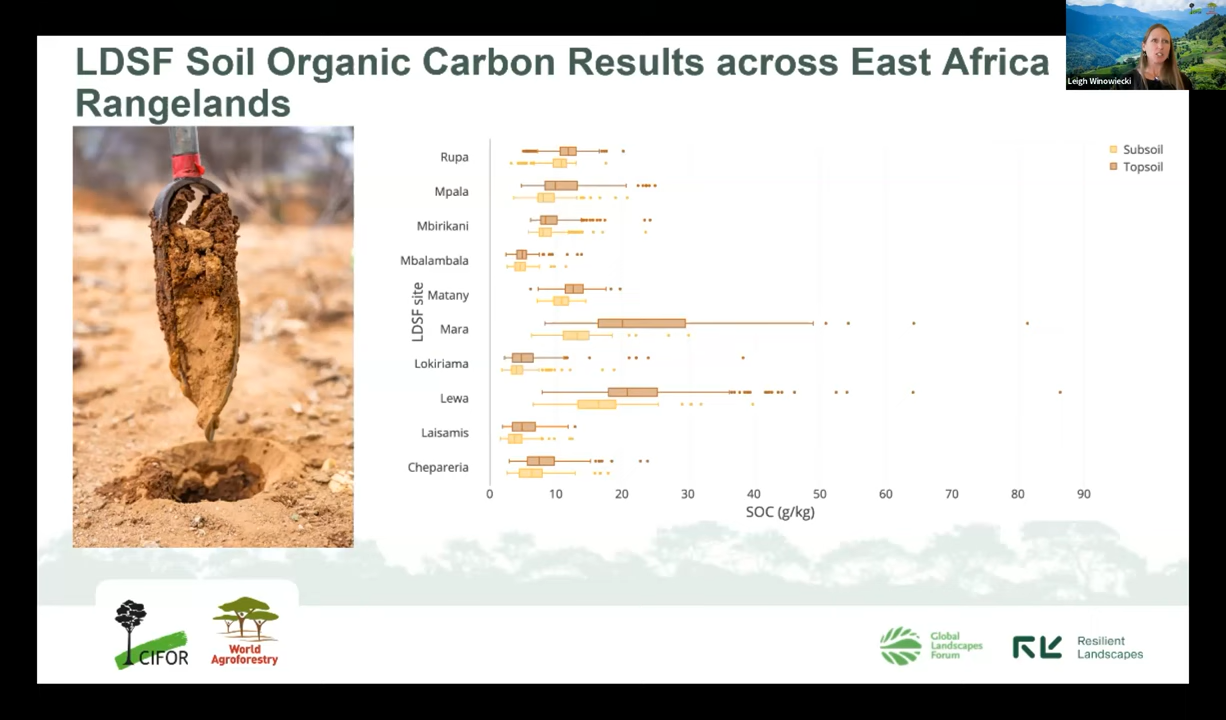 LDSF Soil Organic Carbon Results across East Africa
Rangelands
Leigh Winowiecki
Subsoil
Topsoil
LDSF site
Rupa
Mpala
Mbirikani
Mbalambala
Matany
Mara
Lokiriama
Lewa
Laisamis
Chepareria
0 10 20 30 40 50 60 70 80 90
SOC (g/kg)
CIFOR
World
Agroforestry
Global
Landscapes
Forum
Resilient
Landscapes